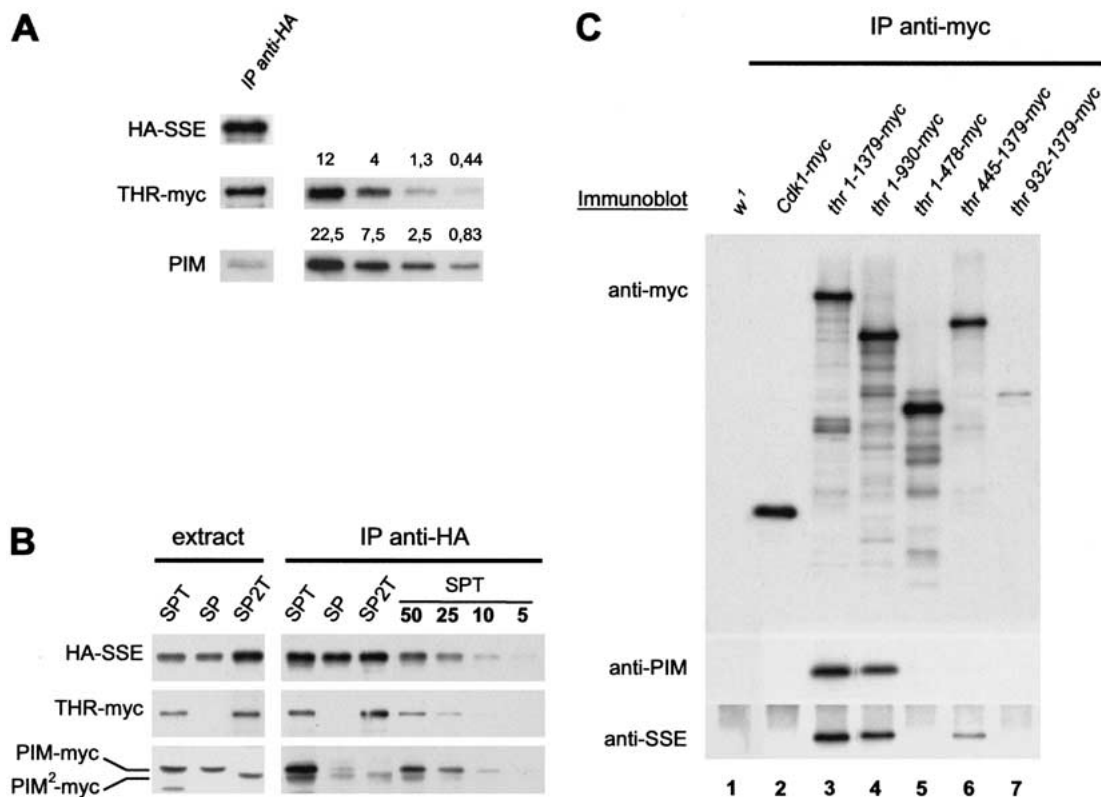 A
IP anti-HA
HA-SSE
12 4 1,3 0,44
THR-myc
22,5 7,5 2,5 0,83
PIM
B
extract IP anti-HA
SPT SP SP2T SPT SP SP2T SPT
50 25 10 5
HA-SSE
THR-myc
PIM-myc
PIM²-myc
C
IP anti-myc
Immunoblot
w¹ Cdk1-myc thr 1-1379-myc thr 1-930-myc thr 1-478-myc thr 445-1379-myc thr 932-1379-myc
anti-myc
anti-PIM
anti-SSE
1 2 3 4 5 6 7